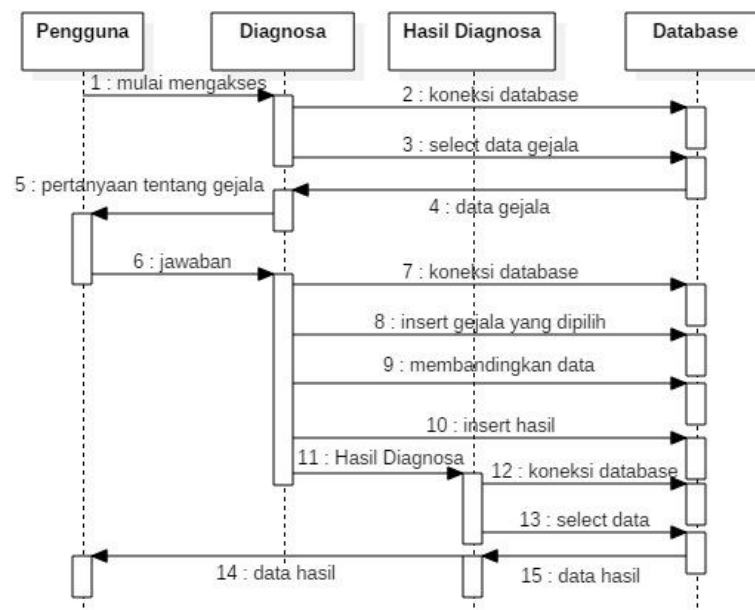 Pengguna
Diagnosa
Hasil Diagnosa
Database
1 : mulai mengakses
2 : koneksi database
3 : select data gejala
5 : pertanyaan tentang gejala
4 : data gejala
6 : jawaban
7 : koneksi database
8 : insert gejala yang dipilih
9 : membandingkan data
10 : insert hasil
11 : Hasil Diagnosa
12 : koneksi database
13 : select data
14 : data hasil
15 : data hasil